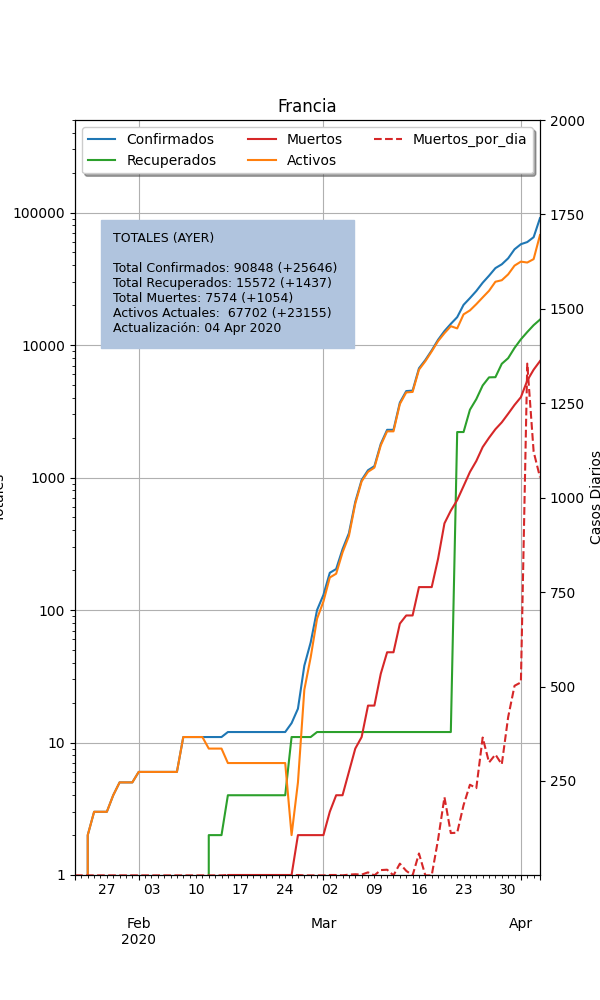 Francia
Confirmados
Recuperados
Muertos
Activos
Muertos_por_dia
TOTALES (AYER)
Total Confirmados: 90848 (+25646)
Total Recuperados: 15572 (+1437)
Total Muertes: 7574 (+1054)
Activos Actuales:  67702 (+23155)
Actualización: 04 Apr 2020
100000
10000
1000
100
10
1
2000
1750
1500
1250
1000
750
500
250
Casos Diarios
27 03 10 17 24 02 09 16 23 30
Feb Mar Apr
2020